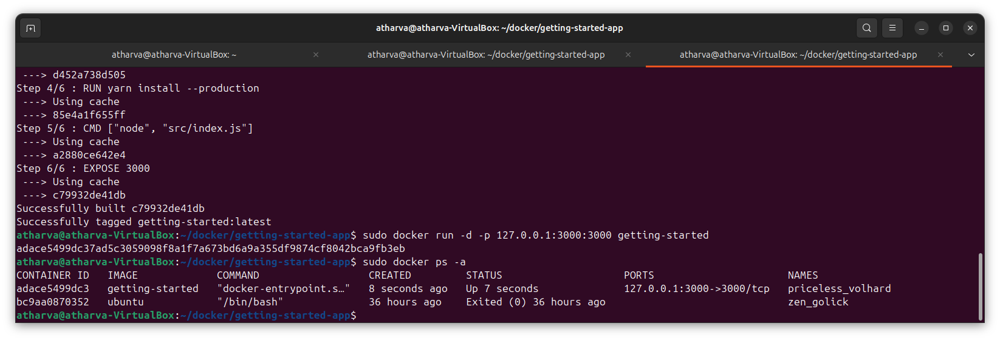 atharva@atharva-VirtualBox: ~/docker/getting-started-app
atharva@atharva-VirtualBox: ~ atharva@atharva-VirtualBox: ~/docker/getting-started-app atharva@atharva-VirtualBox: ~/docker/getting-started-app
---> d452a738d505
Step 4/6 : RUN yarn install --production
---> Using cache
---> 85e4a1f655ff
Step 5/6 : CMD ["node", "src/index.js"]
---> Using cache
---> a2880ce642e4
Step 6/6 : EXPOSE 3000
---> Using cache
---> c79932de41db
Successfully built c79932de41db
Successfully tagged getting-started:latest
atharva@atharva-VirtualBox:~/docker/getting-started-app$ sudo docker run -d -p 127.0.0.1:3000:3000 getting-started
adace5499dc37ad5c3059098f8a1f7a673bd6a9a355df9874cf8042bca9fb3eb
atharva@atharva-VirtualBox:~/docker/getting-started-app$ sudo docker ps -a
CONTAINER ID   IMAGE             COMMAND                  CREATED         STATUS                    PORTS                      NAMES
adace5499dc3   getting-started   "docker-entrypoint.s…"   8 seconds ago   Up 7 seconds              127.0.0.1:3000->3000/tcp   priceless_volhard
bc9aa0870352   ubuntu            "/bin/bash"              36 hours ago    Exited (0) 36 hours ago                              zen_golick
atharva@atharva-VirtualBox:~/docker/getting-started-app$